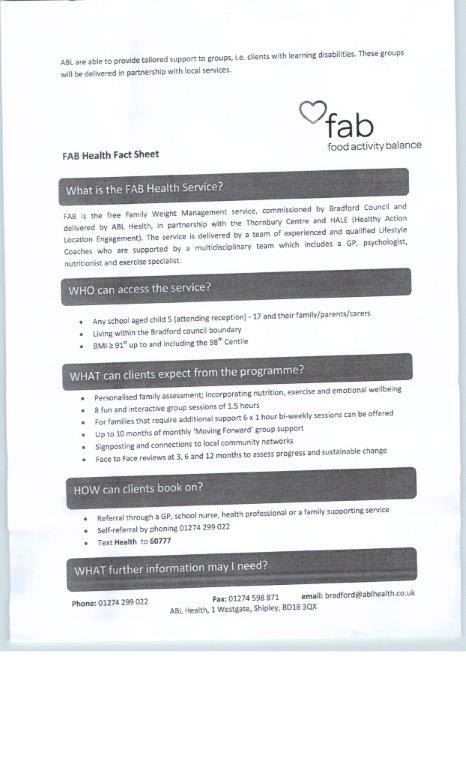 ABL are able to provide tailored support to groups, i.e. clients with learning disabilities. These groups
will be delivered in partnership with local services.
fab
food activity balance
FAB Health Fact Sheet
What is the FAB Health Service?
FAB is the free Family Weight Management service, commissioned by Bradford Council and
delivered by ABL Health, in partnership with the Thornbury Centre and HALE (Healthy Action
Location Engagement). The service is delivered by a team of experienced and qualified Lifestyle
Coaches who are supported by a multidisciplinary team which includes a GP, psychologist,
nutritionist and exercise specialist.
WHO can access the service?
• Any school aged child 5 (attending reception) - 17 and their family/parents/carers
• Living within the Bradford council boundary
• BMI ≥ 91st up to and including the 98th Centile
WHAT can clients expect from the programme?
• Personalised family assessment; incorporating nutrition, exercise and emotional wellbeing
• 8 fun and interactive group sessions of 1.5 hours
• For families that require additional support 6 x 1 hour bi-weekly sessions can be offered
• Up to 10 months of monthly 'Moving Forward' group support
• Signposting and connections to local community networks
• Face to Face reviews at 3, 6 and 12 months to assess progress and sustainable change
HOW can clients book on?
• Referral through a GP, school nurse, health professional or a family supporting service
• Self-referral by phoning 01274 299 022
• Text Health to 60777
WHAT further information may I need?
Phone: 01274 299 022 Fax: 01274 598 871 email: bradford@ablhealth.co.uk
ABL Health, 1 Westgate, Shipley, BD18 3QX